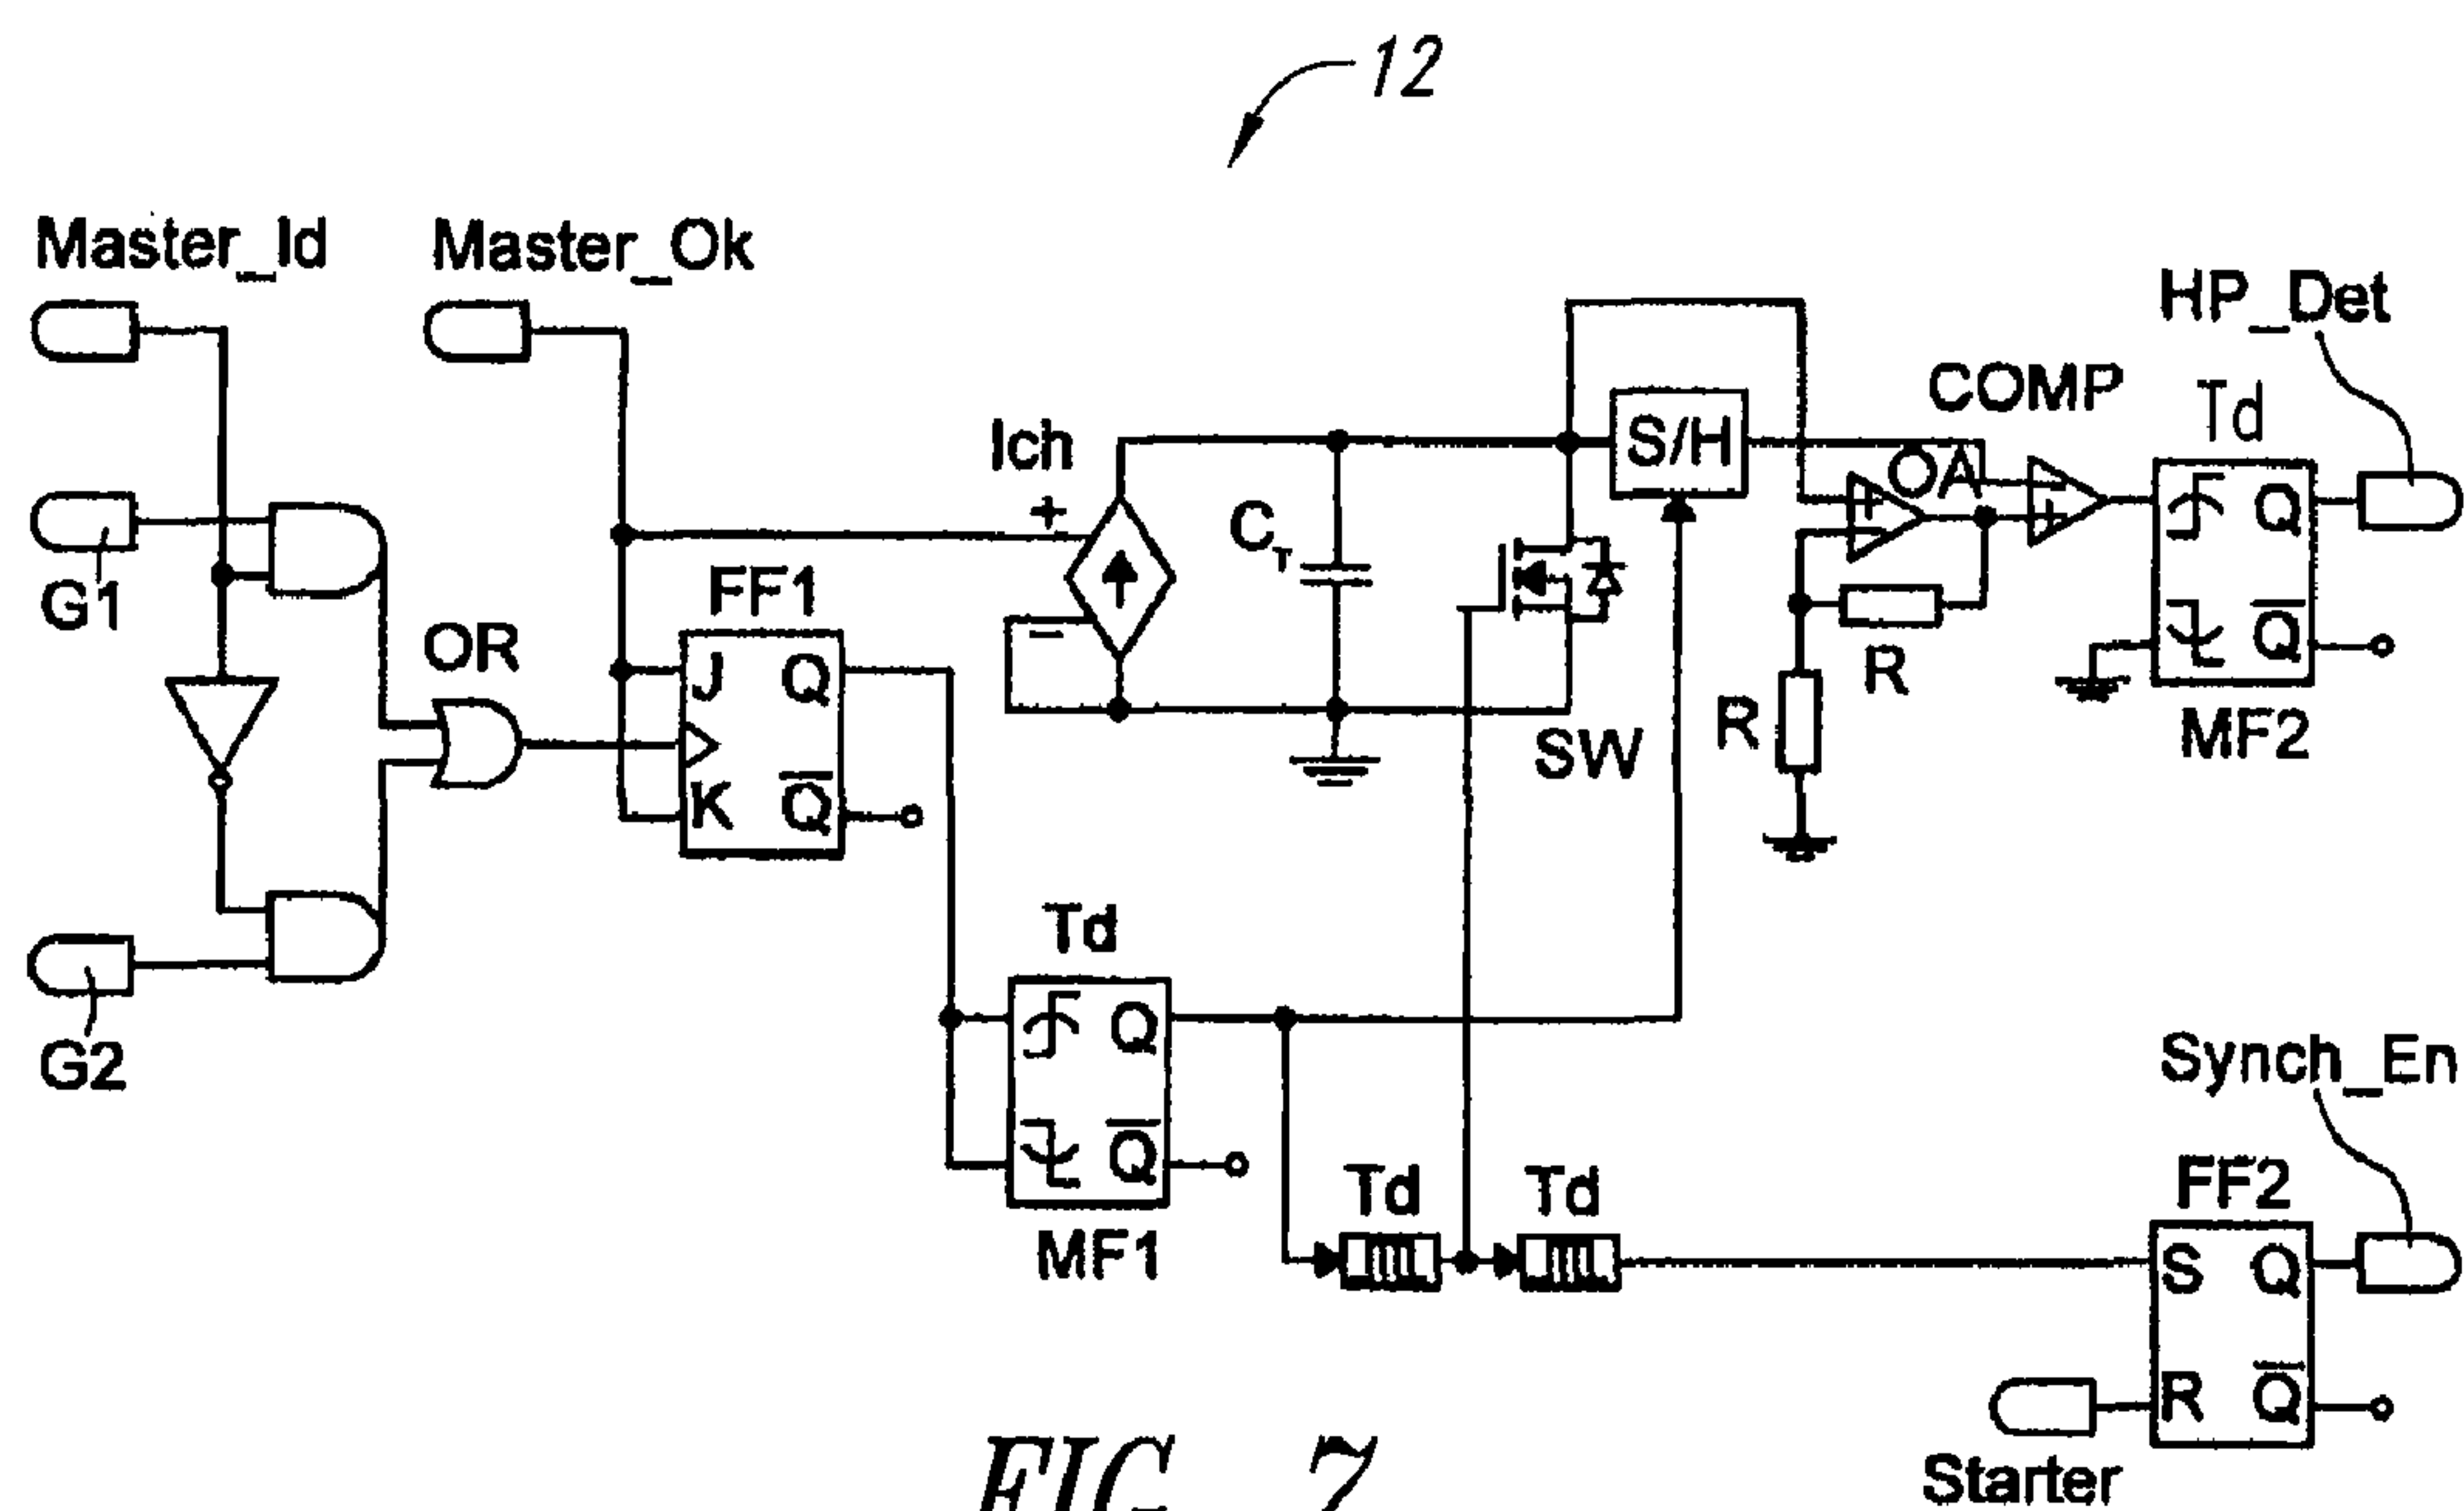 12
Master_Id
Master_Ok
HP_Det
COMP
Td
Ich
+
S/H
OA
-
+
Q
G1
CT
+
-
FF1
OR
J
Q
-
Q
R
R
MF2
SW
K
Q
Td
G2
Q
Synch_En
Q
Td
Td
FF2
MF1
S
Q
R
Q
Starter
FIG. 7